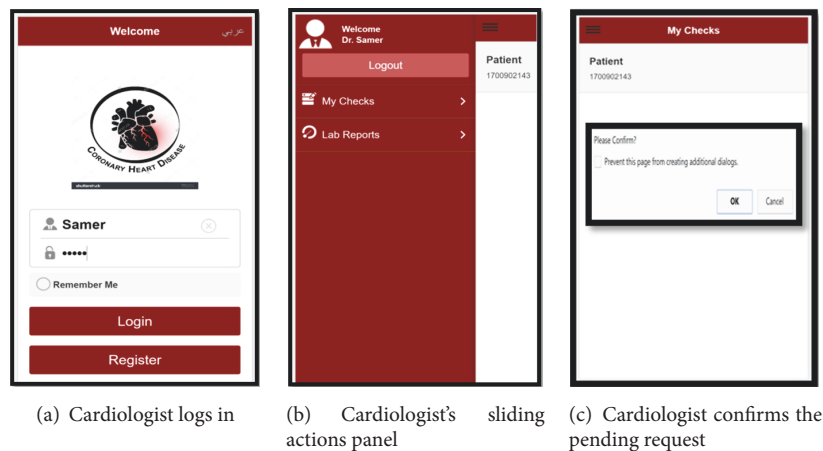 Welcome
عربي
CORONARY HEART DISEASE
shutterstock
Samer
•••••
Remember Me
Login
Register
(a) Cardiologist logs in
Welcome
Dr. Samer
Logout
My Checks
Lab Reports
Patient
1700902143
(b) Cardiologist's sliding
actions panel
My Checks
Patient
1700902143
Please Confirm?
Prevent this page from creating additional dialogs.
OK Cancel
(c) Cardiologist confirms the
pending request